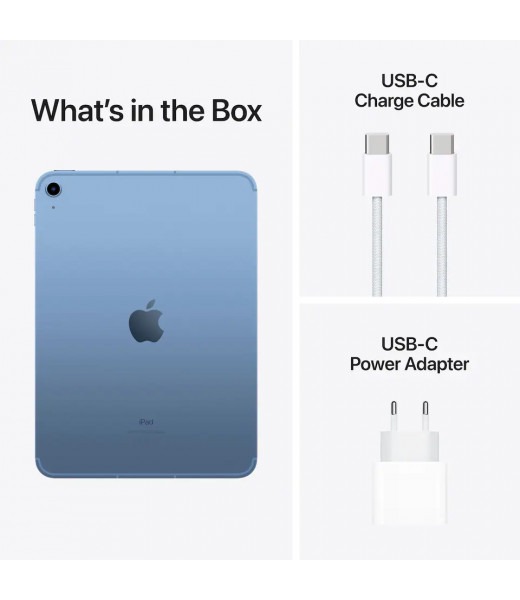 What's in the Box
iPad
USB-C
Charge Cable
USB-C
Power Adapter